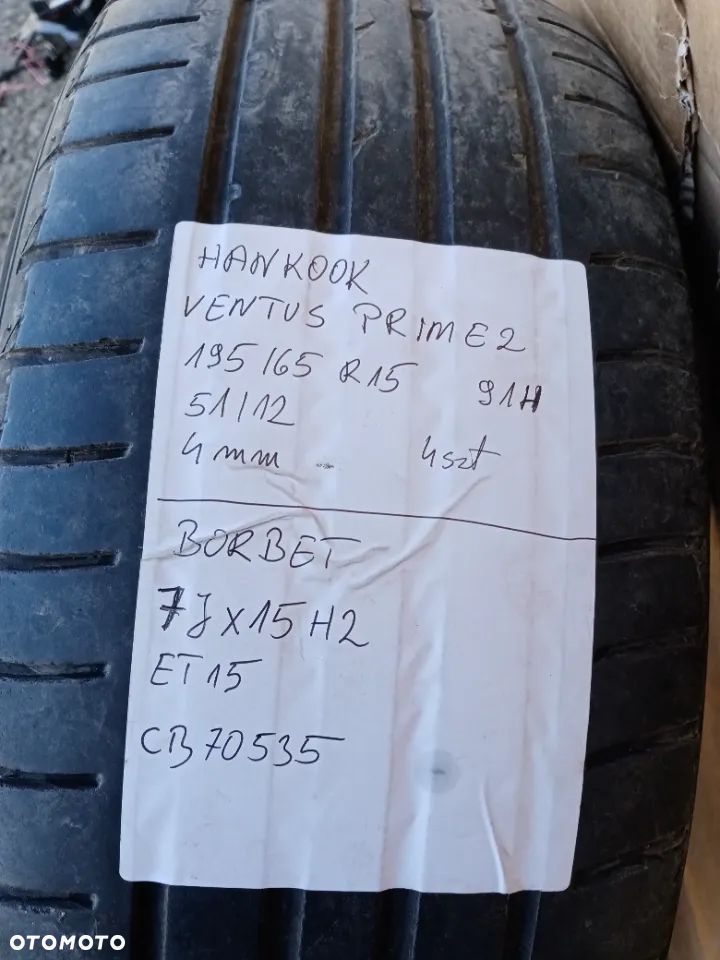 HANKOOK
VENTUS PRIME2
195/65 R15 91H
51/12
4mm 4szt
BORBET
7JX15H2
ET15
CB70535
OTOMOTO